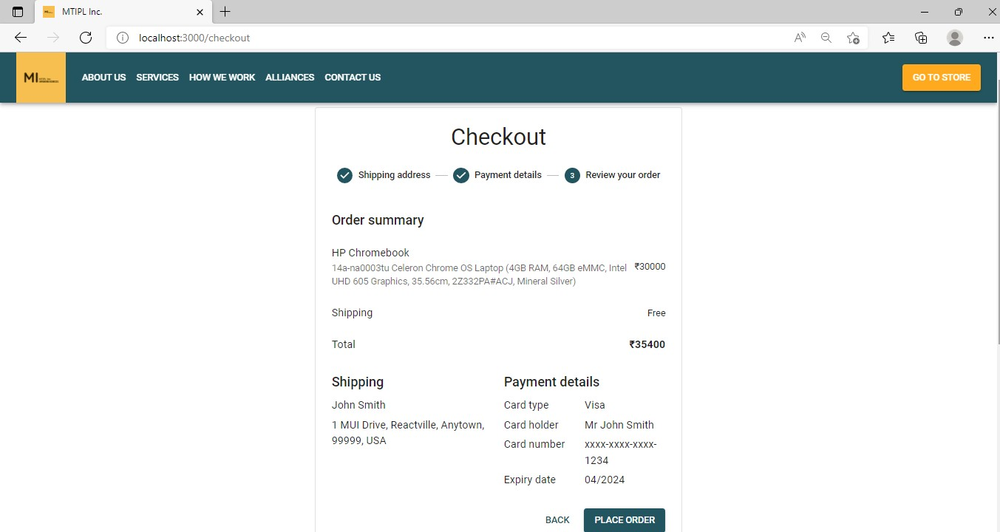 MTIPL Inc.
localhost:3000/checkout
MI
ABOUT US SERVICES HOW WE WORK ALLIANCES CONTACT US
GO TO STORE
Checkout
Shipping address
Payment details
3 Review your order
Order summary
HP Chromebook
14a-na0003tu Celeron Chrome OS Laptop (4GB RAM, 64GB eMMC, Intel ₹30000
UHD 605 Graphics, 35.56cm, 2Z332PA#ACJ, Mineral Silver)
Shipping Free
Total ₹35400
Shipping
John Smith
1 MUI Drive, Reactville, Anytown,
99999, USA
Payment details
Card type Visa
Card holder Mr John Smith
Card number xxxx-xxxx-xxxx-
1234
Expiry date 04/2024
BACK PLACE ORDER